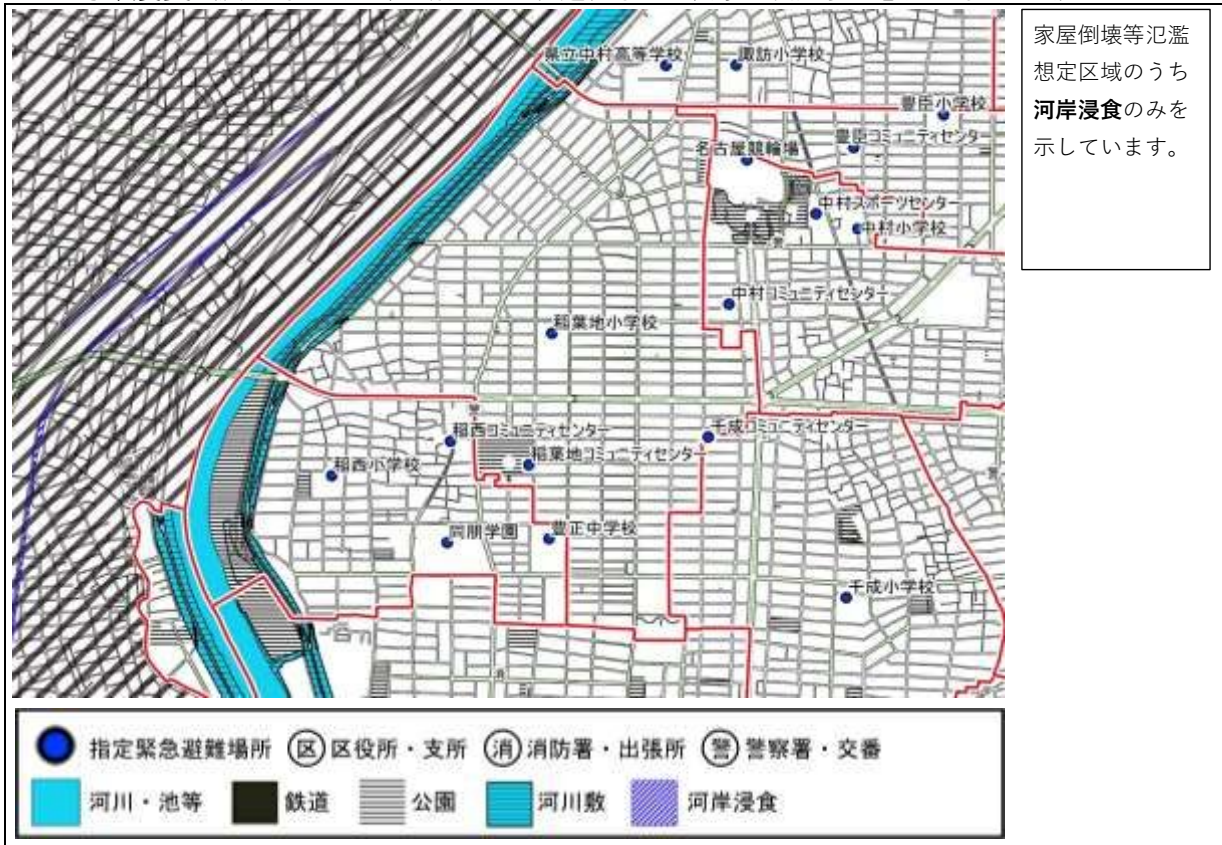 家屋倒壊等氾濫
想定区域のうち
河岸浸食のみを
示しています。
県立中村高等学校
諏訪小学校
豊臣小学校
豊臣コミュニティセンター
名古屋競輪場
中村スポーツセンター
中村小学校
中村コミュニティセンター
稲葉地小学校
千成コミュニティセンター
稲西コミュニティセンター
稲葉地コミュニティセンター
稲西小学校
同朋学園
豊正中学校
千成小学校
指定緊急避難場所
区 区役所・支所
消 消防署・出張所
警 警察署・交番
河川・池等
鉄道
公園
河川敷
河岸浸食